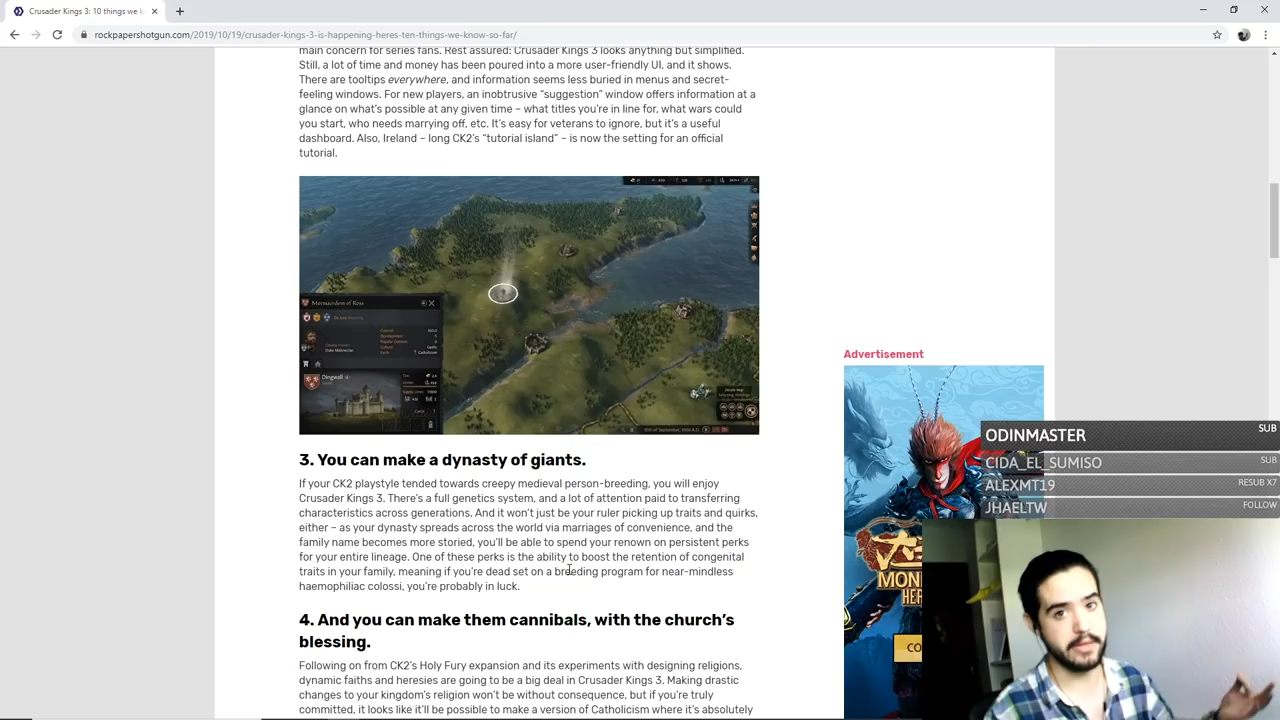 Crusader Kings 3: 10 things we k
rockpapershotgun.com/2019/10/19/crusader-kings-3-is-happening-heres-ten-things-we-know-so-far/
main concern for series fans. Rest assured: Crusader Kings 3 looks anything but simplified.
Still, a lot of time and money has been poured into a more user-friendly UI, and it shows.
There are tooltips everywhere, and information seems less buried in menus and secret-
feeling windows. For new players, an inobtrusive “suggestion” window offers information at a
glance on what’s possible at any given time – what titles you’re in line for, what wars could
you start, who needs marrying off, etc. It’s easy for veterans to ignore, but it’s a useful
dashboard. Also, Ireland – long CK2’s “tutorial island” – is now the setting for an official
tutorial.
Mormaerdom of Ross
Dingwall
Advertisement
3. You can make a dynasty of giants.
If your CK2 playstyle tended towards creepy medieval person-breeding, you will enjoy
Crusader Kings 3. There’s a full genetics system, and a lot of attention paid to transferring
characters across generations. And it won’t just be your ruler picking up traits and quirks,
either – as your dynasty spreads across the world via marriages of convenience, and the
family name becomes more storied, you’ll be able to spend your renown on persistent perks
for your entire lineage. One of these perks is the ability to boost the retention of congenital
traits in your family, meaning if you’re dead set on a breeding program for near-mindless
haemophiliac colossi, you’re probably in luck.
4. And you can make them cannibals, with the church’s
blessing.
Following on from CK2’s Holy Fury expansion and its experiments with designing religions,
dynamic faiths and heresies are going to be a big deal in Crusader Kings 3. Making drastic
changes to your kingdom’s religion won’t be without consequence, but if you’re truly
committed, it looks like it’ll be possible to make a version of Catholicism where it’s absolutely
ODINMASTER SUB
CIDA_EL_SUMISO SUB
ALEXMT19 RESUB X7
JHAELTW FOLLOW
MON
HER
CO